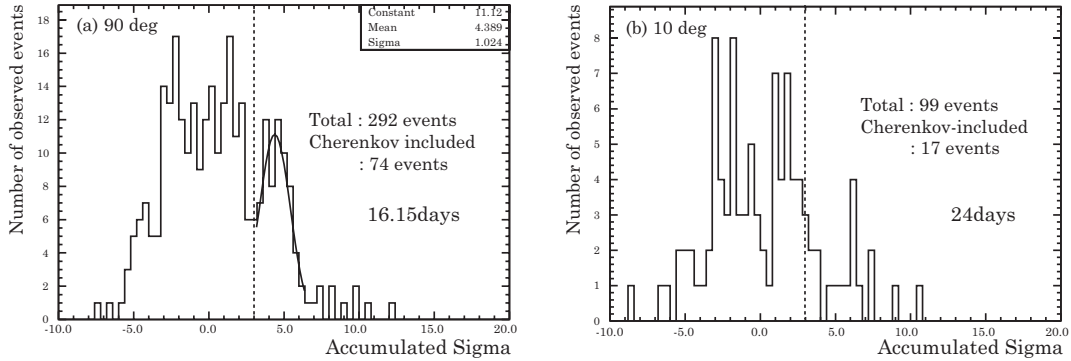 (a) 90 deg
Constant 11.12
Mean 4.389
Sigma 1.024
Number of observed events
18
16
14
12
10
8
6
4
2
0
Total : 292 events
Cherenkov included
: 74 events
16.15days
-10.0 -5.0 0.0 5.0 10.0 15.0 20.0
Accumulated Sigma
(b) 10 deg
Number of observed events
8
7
6
5
4
3
2
1
0
Total : 99 events
Cherenkov-included
: 17 events
24days
-10.0 -5.0 0.0 5.0 10.0 15.0 20.0
Accumulated Sigma